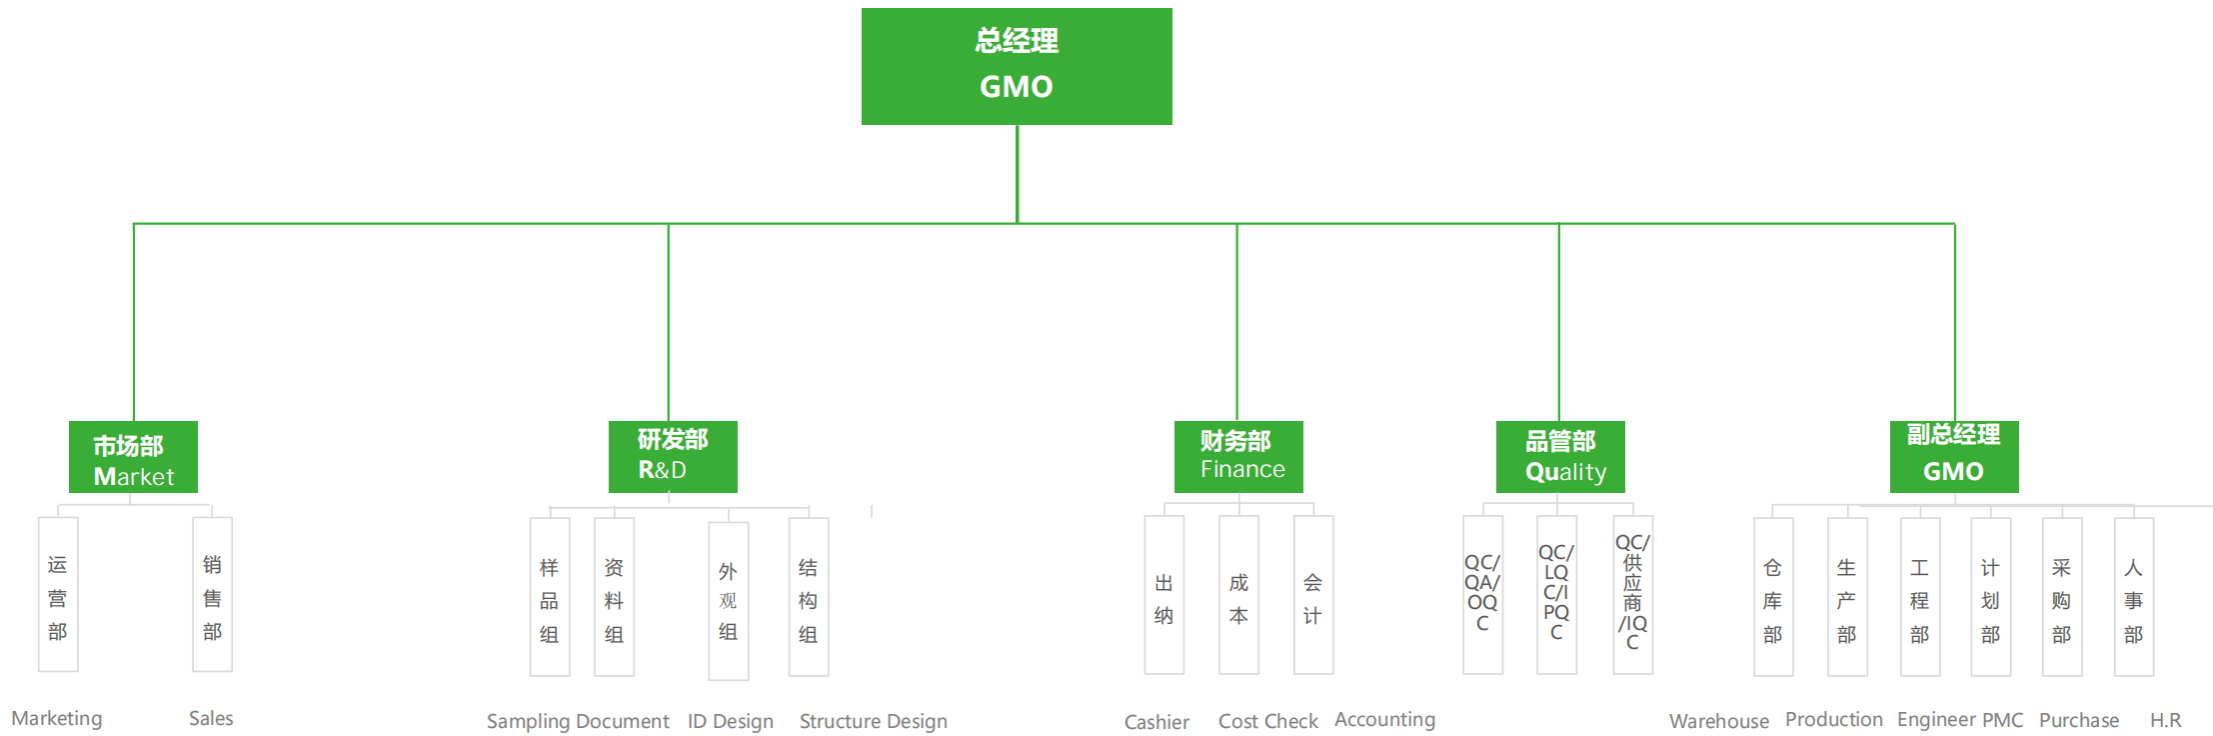 总经理
GMO
市场部
Market
研发部
R&D
财务部
Finance
品管部
Quality
副总经理
GMO
运营部
销售部
样品组
资料组
外观组
结构组
出纳
成本
会计
QC/
QA/
OQ
C
QC/
LQ
C/I
PQ
C
QC/
供
应
商
/IQ
C
仓库部
生产部
工程部
计划部
采购部
人事部
Marketing
Sales
Sampling
Document
ID Design
Structure Design
Cashier
Cost Check
Accounting
Warehouse
Production
Engineer
PMC
Purchase
H.R